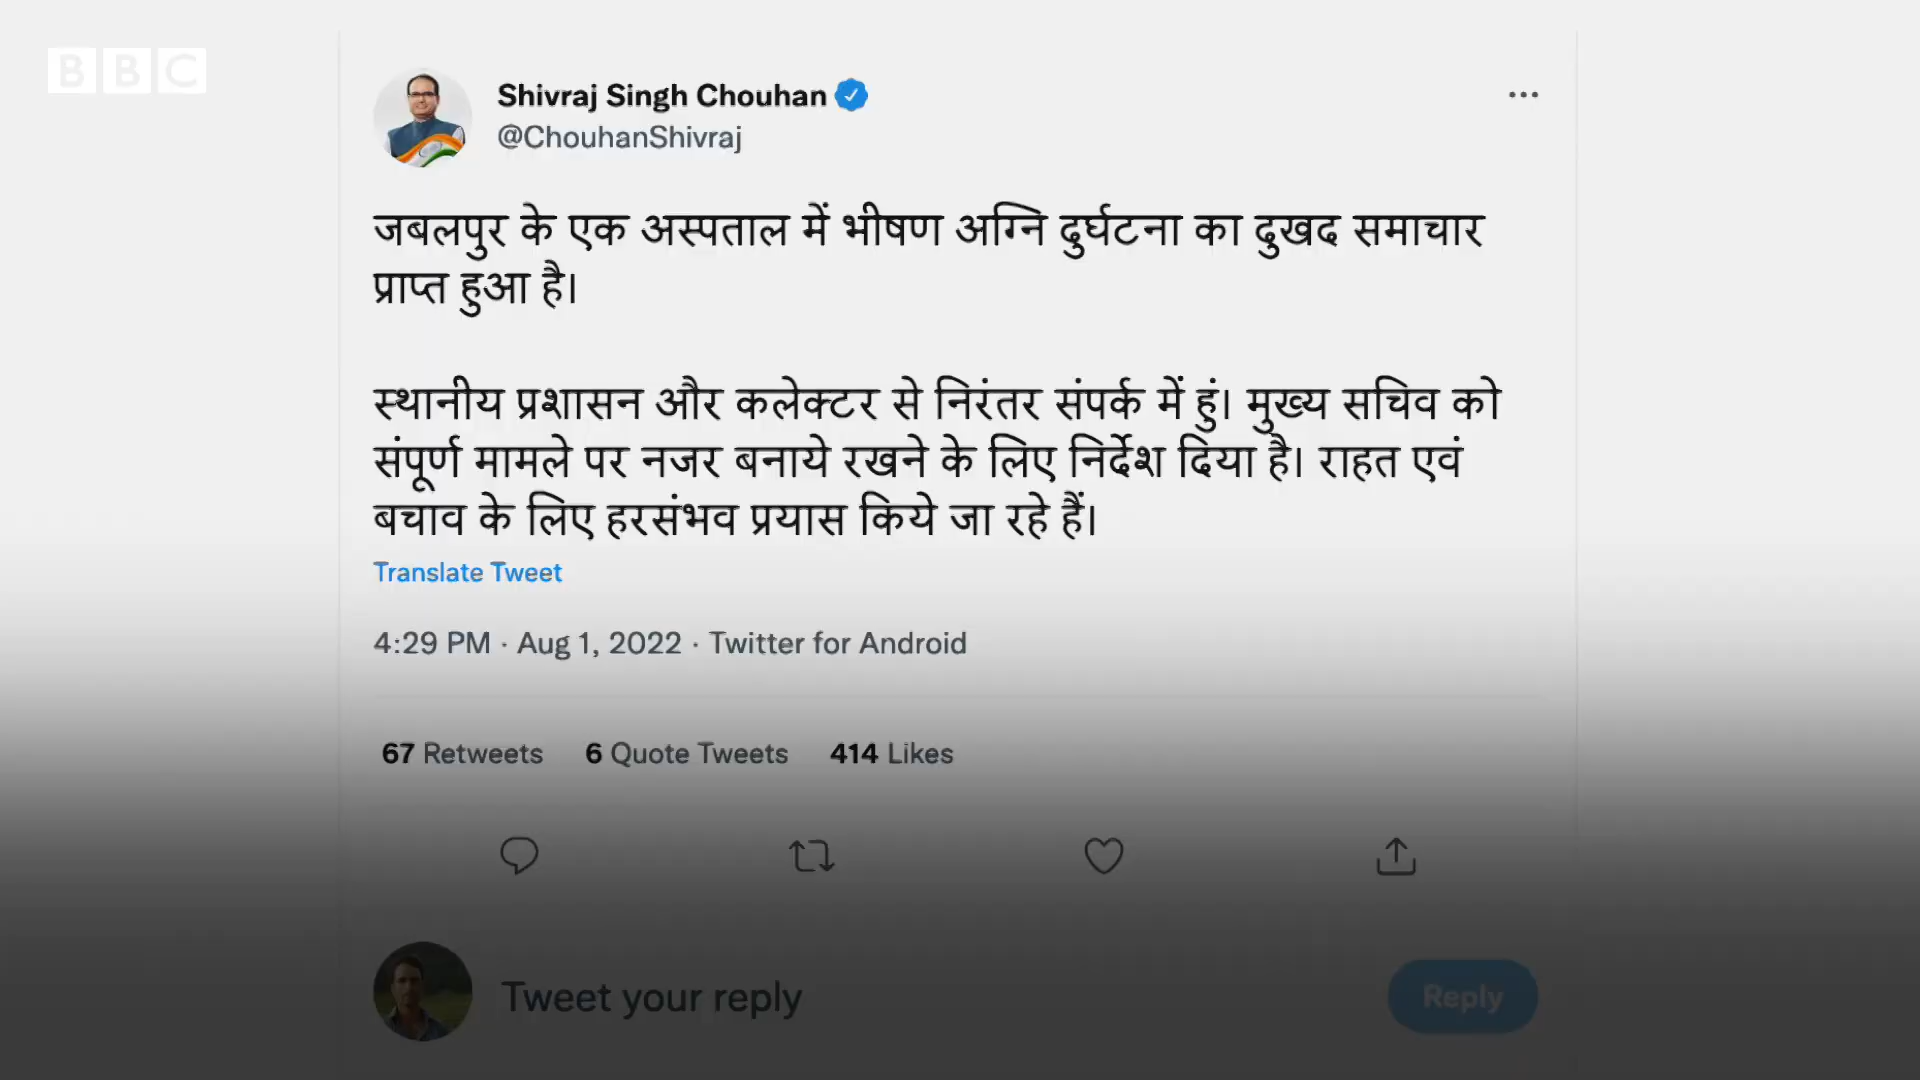 BBC
Shivraj Singh Chouhan
@ChouhanShivraj
जबलपुर के एक अस्पताल में भीषण अग्नि दुर्घटना का दुखद समाचार
प्राप्त हुआ है।
स्थानीय प्रशासन और कलेक्टर से निरंतर संपर्क में हुं। मुख्य सचिव को
संपूर्ण मामले पर नजर बनाये रखने के लिए निर्देश दिया है। राहत एवं
बचाव के लिए हरसंभव प्रयास किये जा रहे हैं।
Translate Tweet
4:29 PM · Aug 1, 2022 · Twitter for Android
67 Retweets 6 Quote Tweets 414 Likes
Tweet your reply
Reply